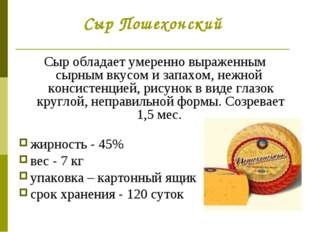 Сыр Пошехонский
Сыр обладает умеренно выраженным
сырным вкусом и запахом, нежной
консистенцией, рисунок в виде глазок
круглой, неправильной формы. Созревает
1,5 мес.
жирность - 45%
вес - 7 кг
упаковка – картонный ящик
срок хранения - 120 суток
Пошехонский